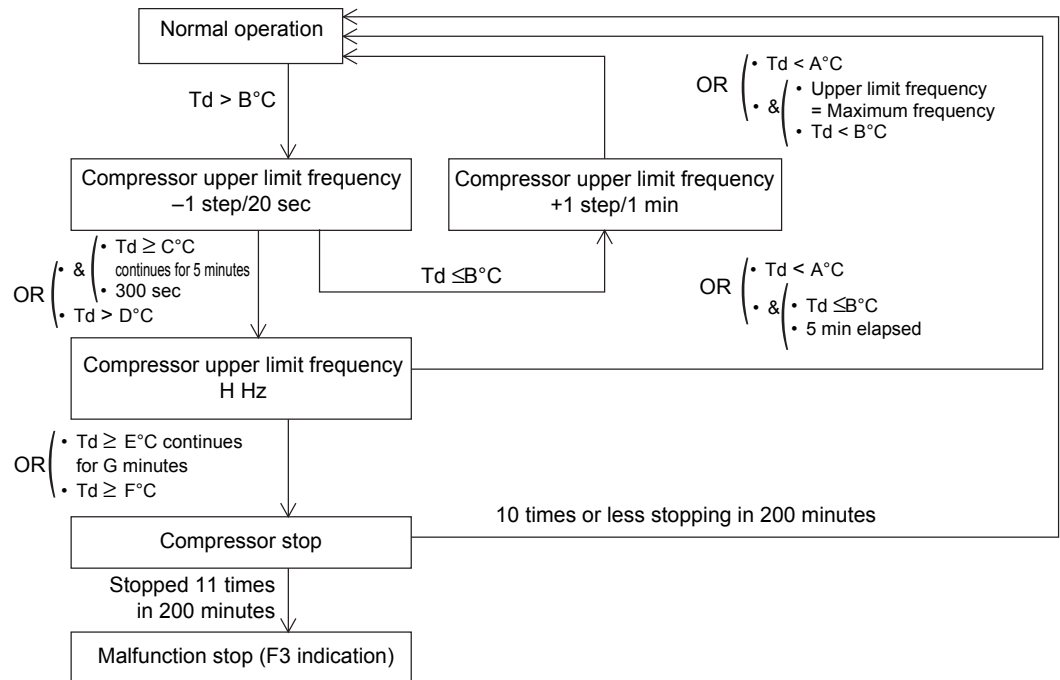 Normal operation
Td > B°C
OR
• Td < A°C
• & • Upper limit frequency
= Maximum frequency
• Td < B°C
Compressor upper limit frequency
–1 step/20 sec
Compressor upper limit frequency
+1 step/1 min
OR
• & • Td ≥ C°C
continues for 5 minutes
• 300 sec
• Td > D°C
Td ≤B°C
OR
• Td < A°C
• & • Td ≤B°C
• 5 min elapsed
Compressor upper limit frequency
H Hz
OR
• Td ≥ E°C continues
for G minutes
• Td ≥ F°C
10 times or less stopping in 200 minutes
Compressor stop
Stopped 11 times
in 200 minutes
Malfunction stop (F3 indication)